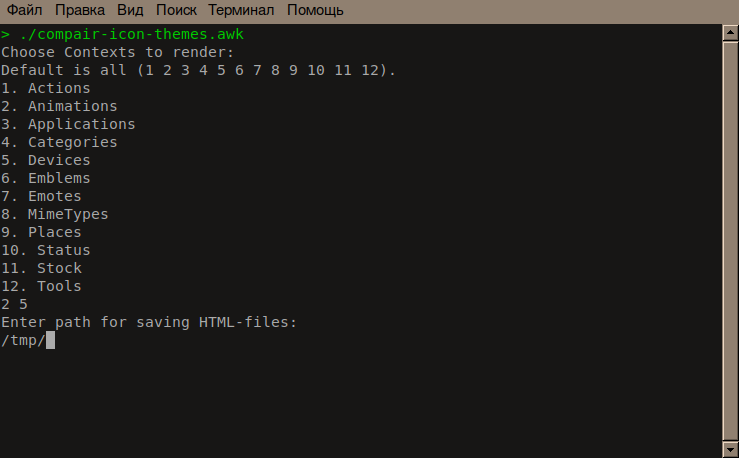 Файл Правка Вид Поиск Терминал Помощь
> ./compair-icon-themes.awk
Choose Contexts to render:
Default is all (1 2 3 4 5 6 7 8 9 10 11 12).
1. Actions
2. Animations
3. Applications
4. Categories
5. Devices
6. Emblems
7. Emotes
8. MimeTypes
9. Places
10. Status
11. Stock
12. Tools
2 5
Enter path for saving HTML-files:
/tmp/